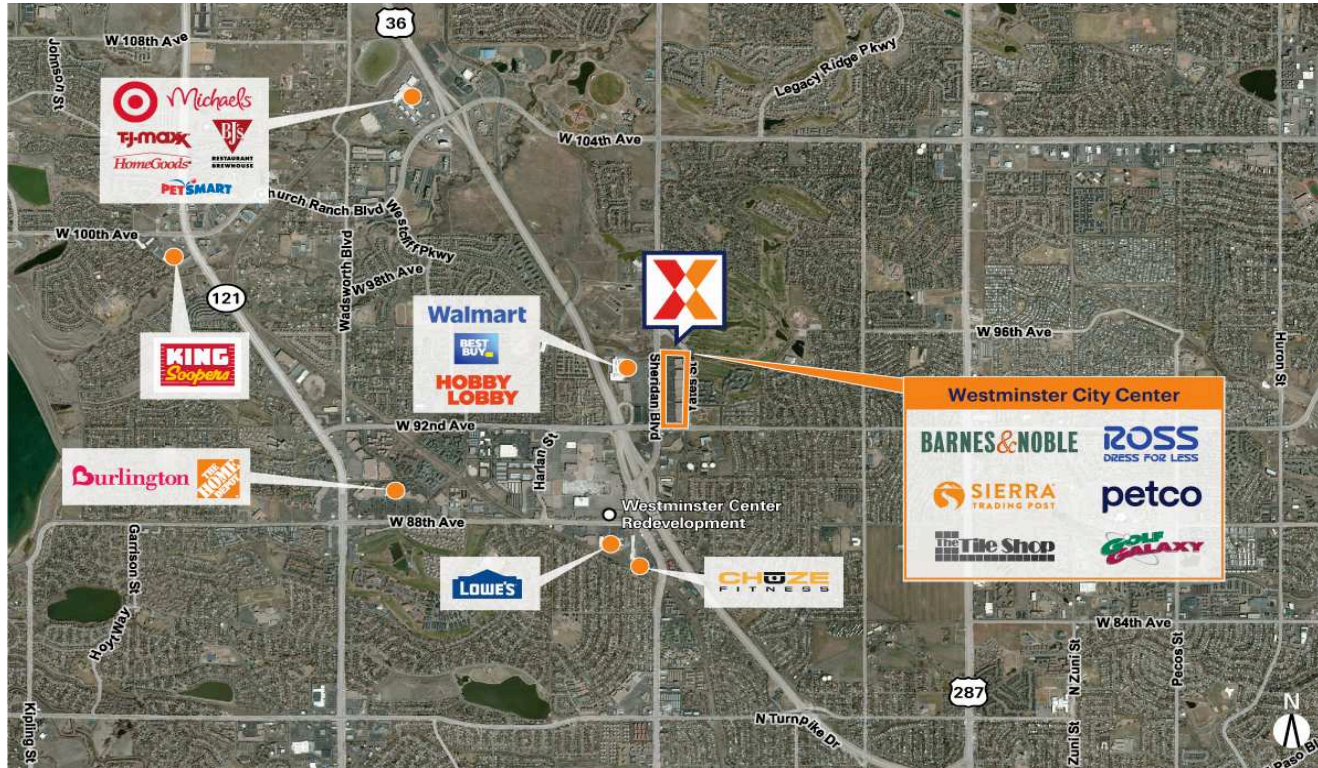 36
W 108th Ave
Johnson St
Legacy Ridge Pkwy
Michaels
T·J·maxx
BJ's
RESTAURANT
BREWHOUSE
HomeGoods
PETSMART
W 104th Ave
hurch Ranch Blvd
W 100th Ave
Wadsworth Blvd
W 98th Ave
121
KING
Soopers
Walmart
BEST
BUY
HOBBY
LOBBY
W 96th Ave
Huron St
Sheridan Blvd
Yates St
Westminster City Center
BARNES&NOBLE
ROSS
DRESS FOR LESS
SIERRA
TRADING POST
petco
The Tile Shop
GOLF
GALAXY
W 92nd Ave
Harlan St
Burlington
THE
HOME
DEPOT
Westminster Center
Redevelopment
W 88th Ave
Garrison St
LOWE'S
CHUZE
FITNESS
Hoyt Way
W 84th Ave
N Zuni St
Pecos St
287
Kipling St
N Turnpike Dr
Zuni St
N